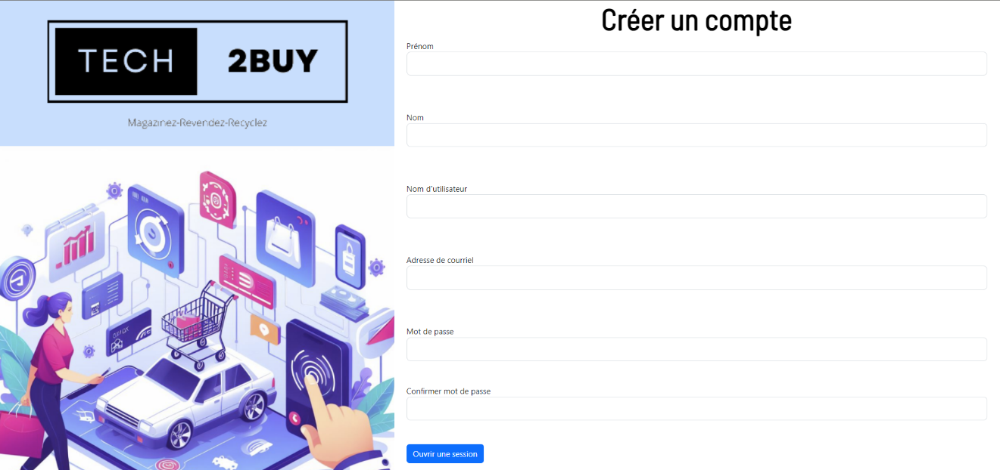 TECH 2BUY
Magazinez-Revendez-Recyclez
Créer un compte
Prénom
Nom
Nom d'utilisateur
Adresse de courriel
Mot de passe
Confirmer mot de passe
Ouvrir une session